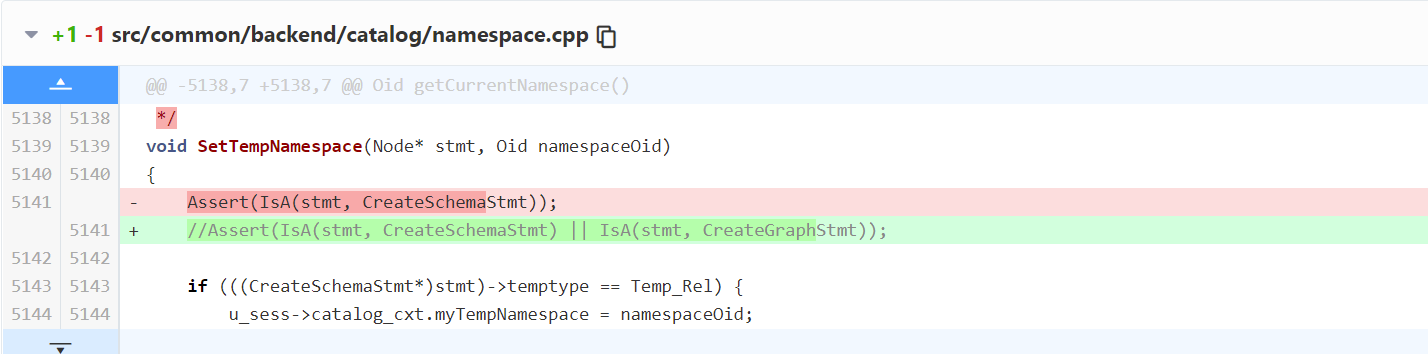 +1 -1 src/common/backend/catalog/namespace.cpp
@@ -5138,7 +5138,7 @@ Oid getCurrentNamespace()
5138 5138 */
5139 5139 void SetTempNamespace(Node* stmt, Oid namespaceOid)
5140 5140 {
5141 - Assert(IsA(stmt, CreateSchemaStmt));
5141 + //Assert(IsA(stmt, CreateSchemaStmt) || IsA(stmt, CreateGraphStmt));
5142 5142
5143 5143 if (((CreateSchemaStmt*)stmt)->temptype == Temp_Rel) {
5144 5144 u_sess->catalog_cxt.myTempNamespace = namespaceOid;